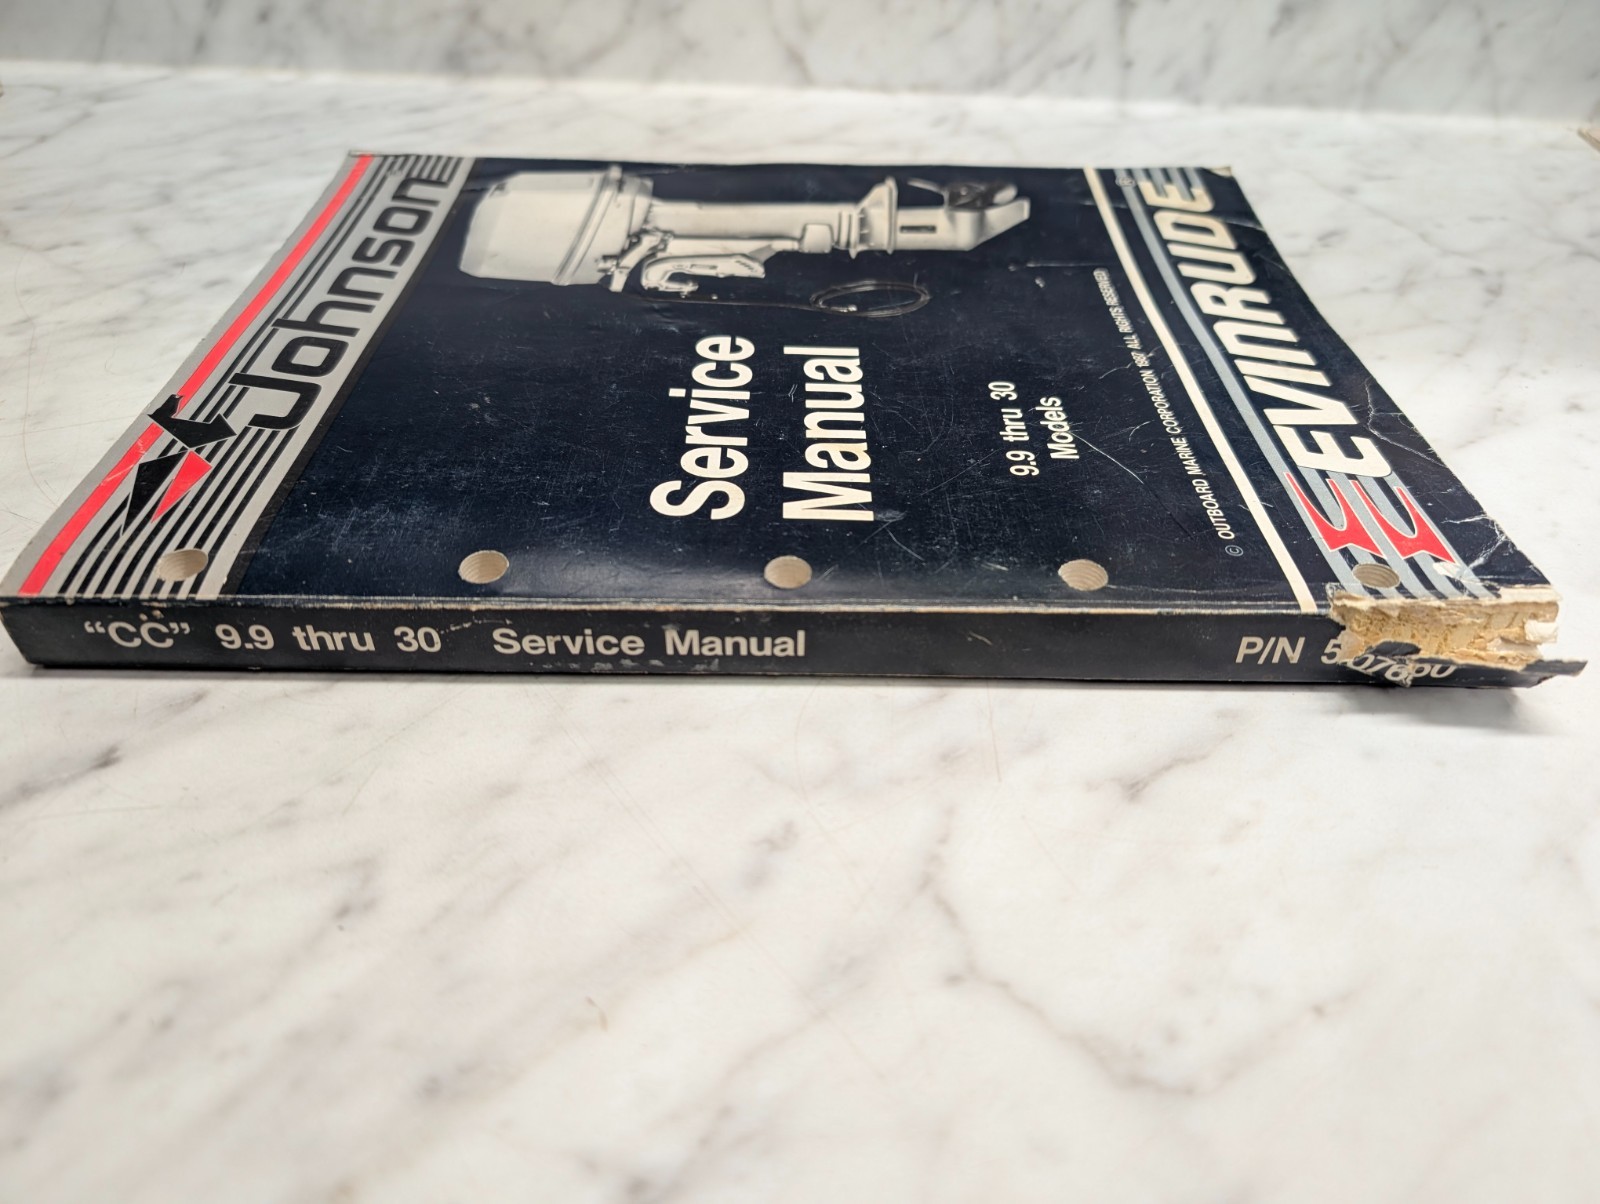 Johnson
Service
Manual
9.9 thru 30
Models
© OUTBOARD MARINE CORPORATION 1987 ALL RIGHTS RESERVED
EVINRUDE®
“CC” 9.9 thru 30 Service Manual
P/N 507660